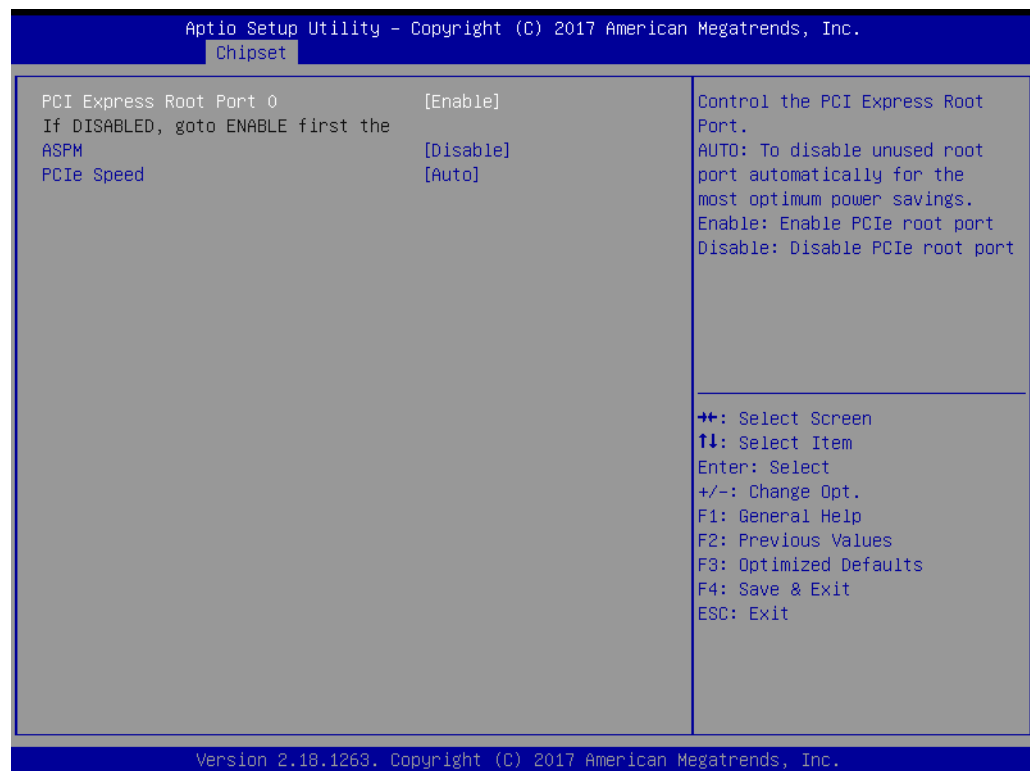 Aptio Setup Utility – Copyright (C) 2017 American Megatrends, Inc.
Chipset
PCI Express Root Port 0 [Enable]
If DISABLED, goto ENABLE first the
ASPM [Disable]
PCIe Speed [Auto]
Control the PCI Express Root
Port.
AUTO: To disable unused root
port automatically for the
most optimum power savings.
Enable: Enable PCIe root port
Disable: Disable PCIe root port
→←: Select Screen
↑↓: Select Item
Enter: Select
+/-: Change Opt.
F1: General Help
F2: Previous Values
F3: Optimized Defaults
F4: Save & Exit
ESC: Exit
Version 2.18.1263. Copyright (C) 2017 American Megatrends, Inc.